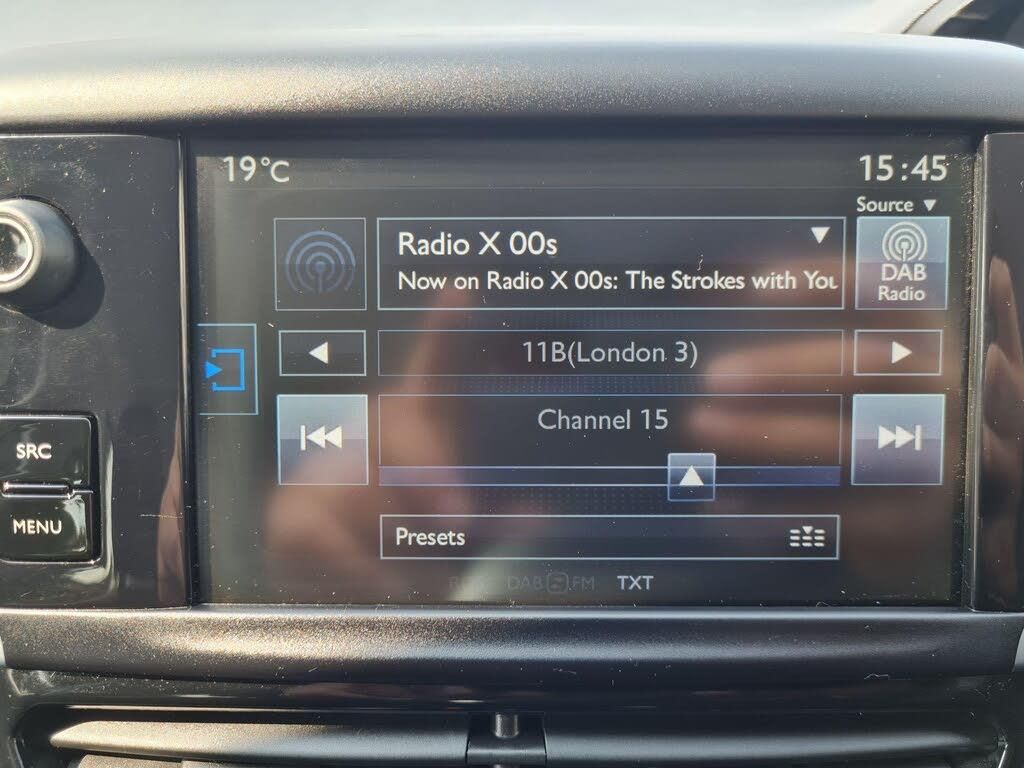 19°C
15:45
Source ▼
Radio X 00s
Now on Radio X 00s: The Strokes with You
DAB
Radio
11B(London 3)
Channel 15
SRC
MENU
Presets
DAB FM TXT